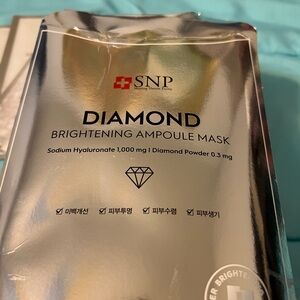 SNP
DIAMOND
BRIGHTENING AMPOULE MASK
Sodium Hyaluronate 1,000 mg I Diamond Powder 0.3 mg
미백개선 피부투명 피부수렴 피부생기
BRIGHTE